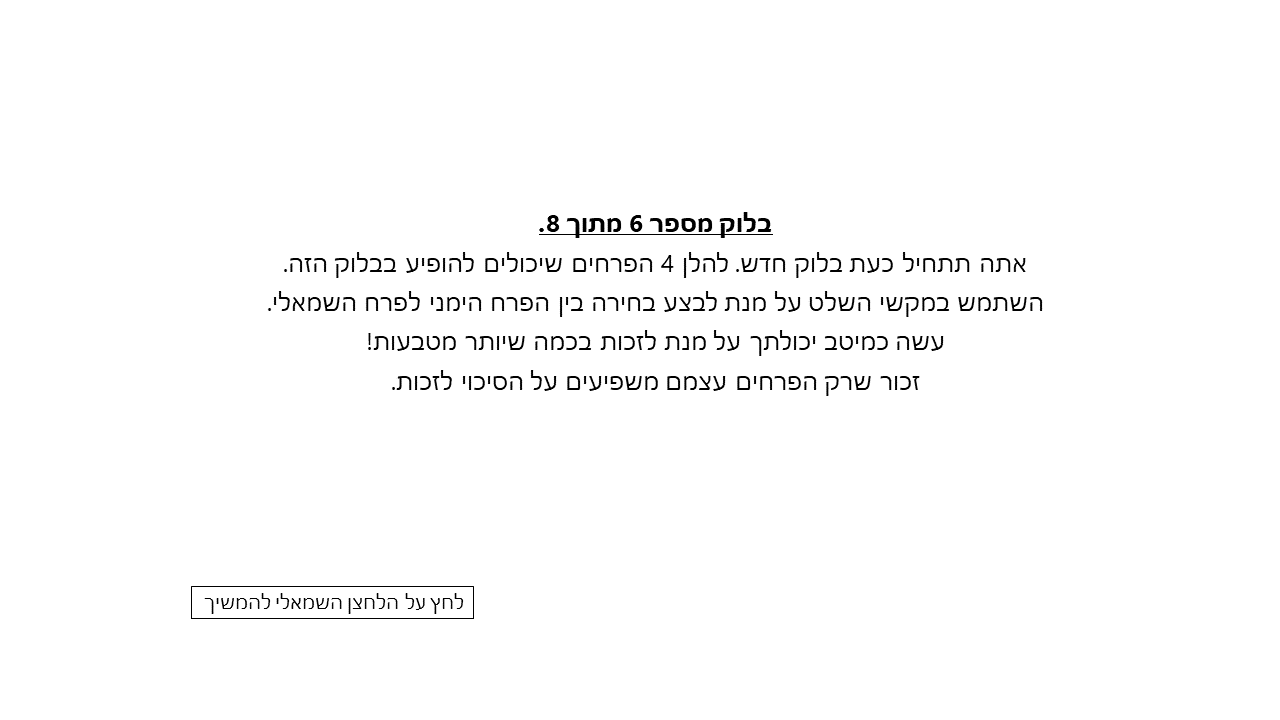 בלוק מספר 6 מתוך 8.
אתה תתחיל כעת בלוק חדש. להלן 4 הפרחים שיכולים להופיע בבלוק הזה.
השתמש במקשי השלט על מנת לבצע בחירה בין הפרח הימני לפרח השמאלי.
עשה כמיטב יכולתך על מנת לזכות בכמה שיותר מטבעות!
זכור שרק הפרחים עצמם משפיעים על הסיכוי לזכות.
לחץ על הלחצן השמאלי להמשיך